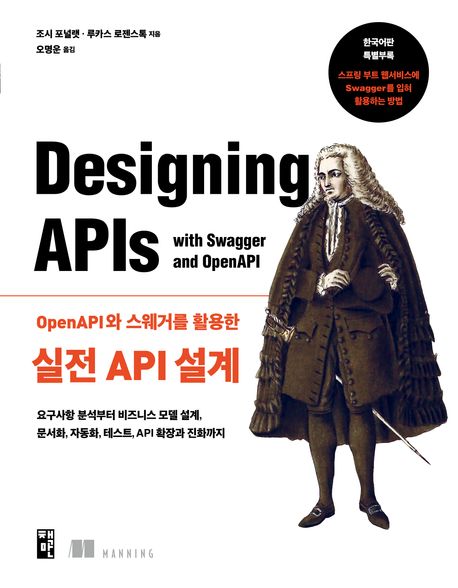 조시 포널랫 · 루카스 로젠스톡 지음
오명운 옮김
한국어판
특별부록
스프링 부트 웹서비스에
Swagger를 입혀
활용하는 방법
Designing
APIs
with Swagger
and OpenAPI
OpenAPI와 스웨거를 활용한
실전 API 설계
요구사항 분석부터 비즈니스 모델 설계,
문서화, 자동화, 테스트, API 확장과 진화까지
책만
MANNING